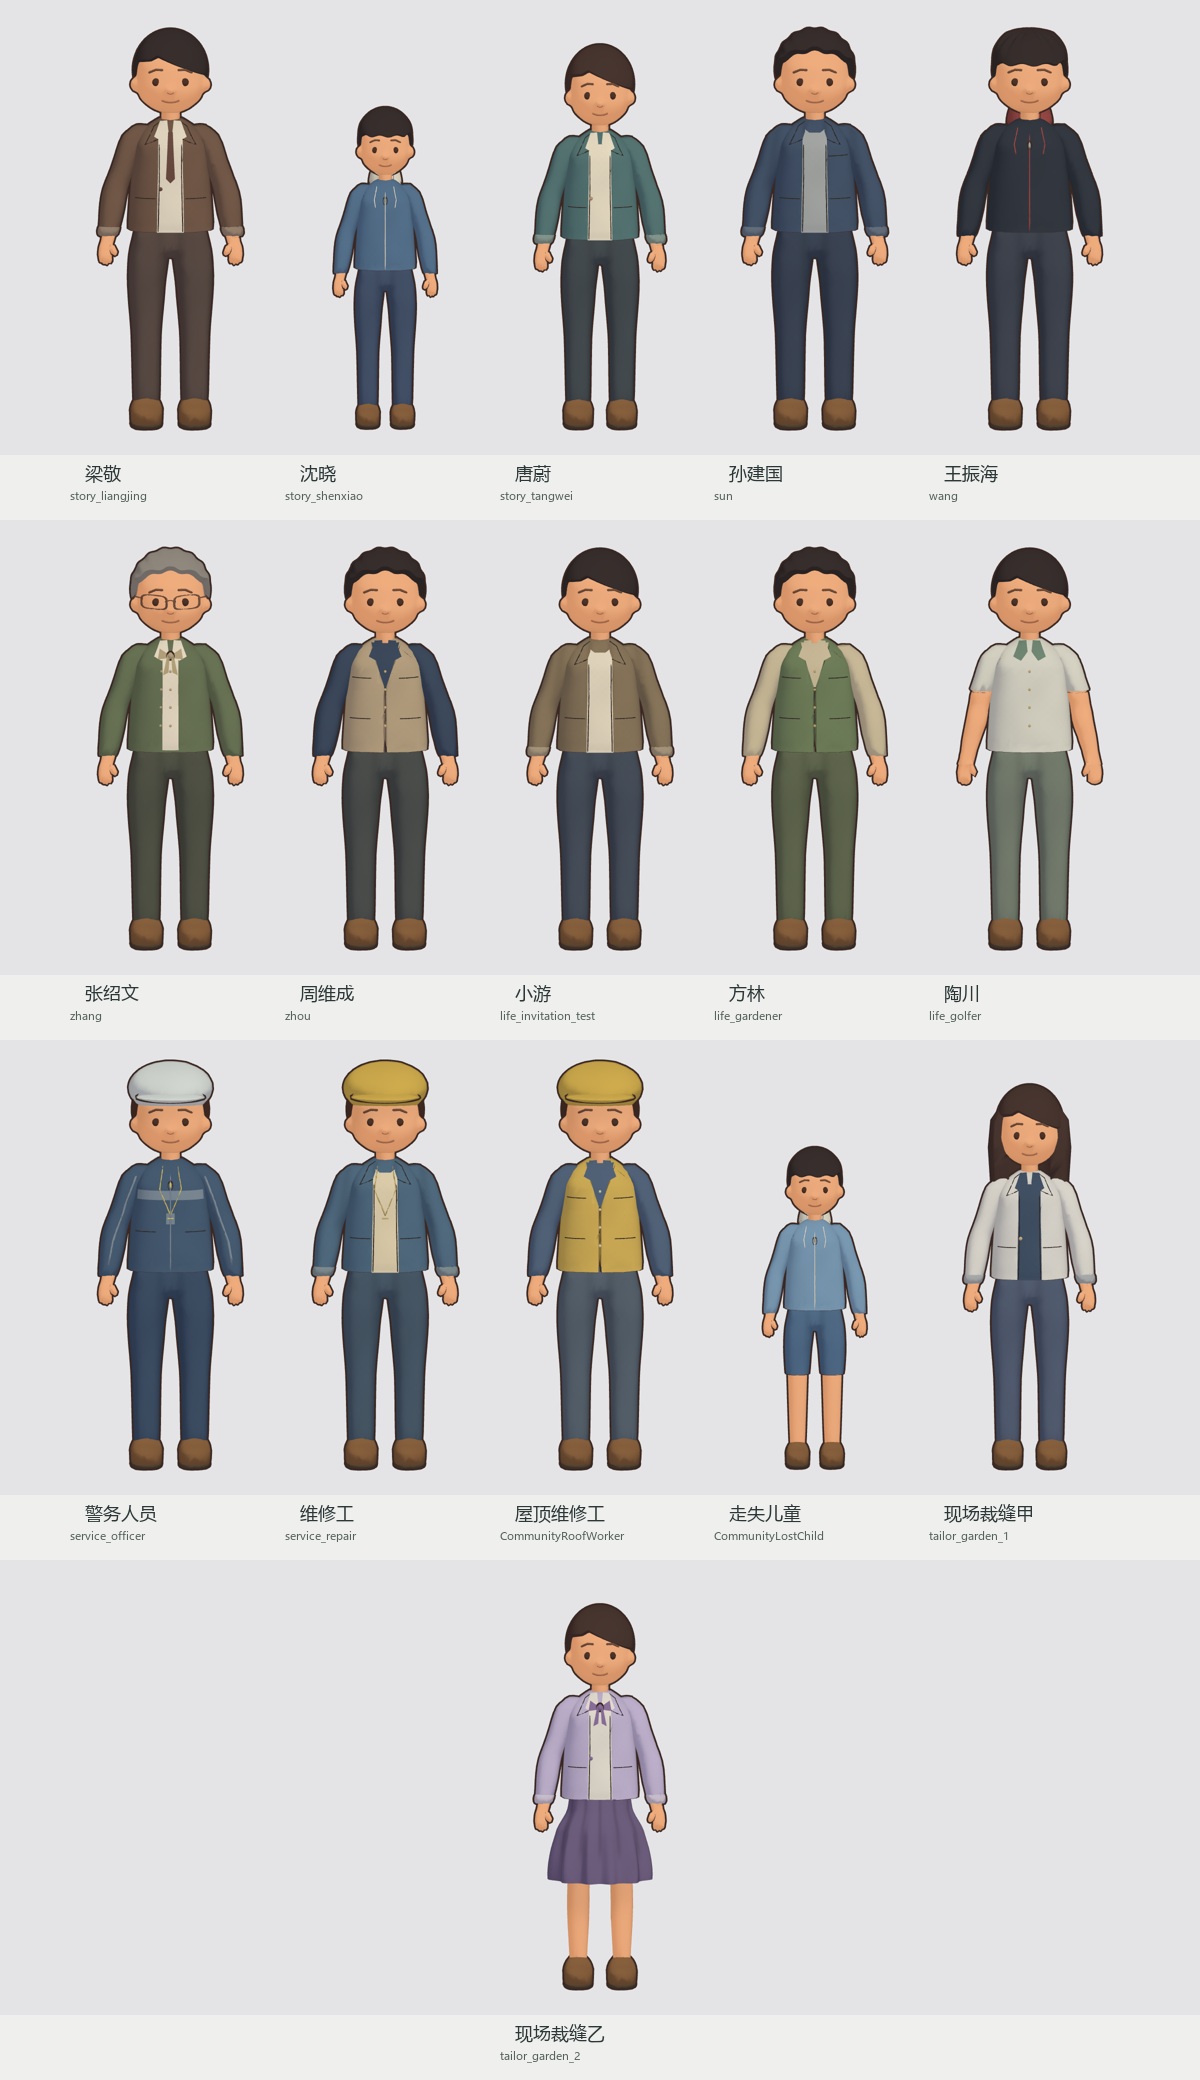 梁敬
story_liangjing
沈晓
story_shenxiao
唐蔚
story_tangwei
孙建国
sun
王振海
wang
张绍文
zhang
周维成
zhou
小游
life_invitation_test
方林
life_gardener
陶川
life_golfer
警务人员
service_officer
维修工
service_repair
屋顶维修工
CommunityRoofWorker
走失儿童
CommunityLostChild
现场裁缝甲
tailor_garden_1
现场裁缝乙
tailor_garden_2